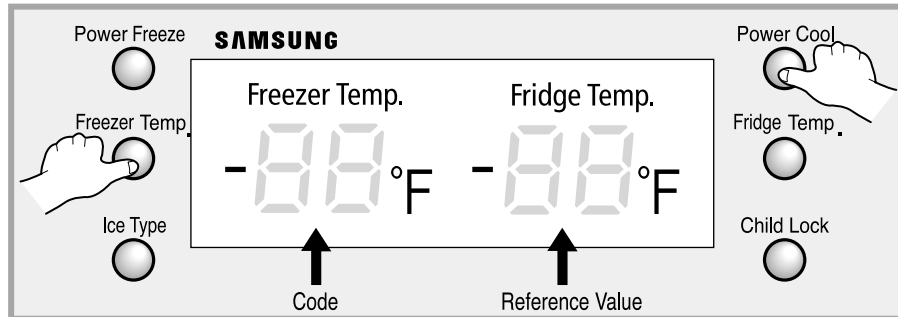 Power Freeze
SAMSUNG
Power Cool
Freezer Temp.
Fridge Temp.
Freezer Temp.
-88°F
-88°F
Fridge Temp.
Ice Type
Child Lock
Code
Reference Value